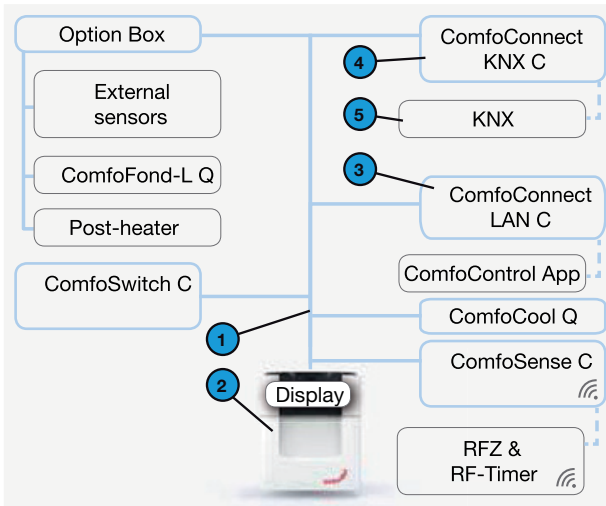 Option Box
External
sensors
ComfoFond-L Q
Post-heater
ComfoSwitch C
1
2
Display
4
ComfoConnect
KNX C
5
KNX
3
ComfoConnect
LAN C
ComfoControl App
ComfoCool Q
ComfoSense C
RFZ &
RF-Timer